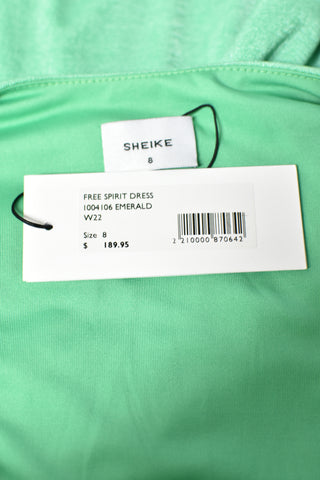 SHEIKE
8
FREE SPIRIT DRESS
1004106 EMERALD
W22
Size 8
$ 189.95
2 210000 870642